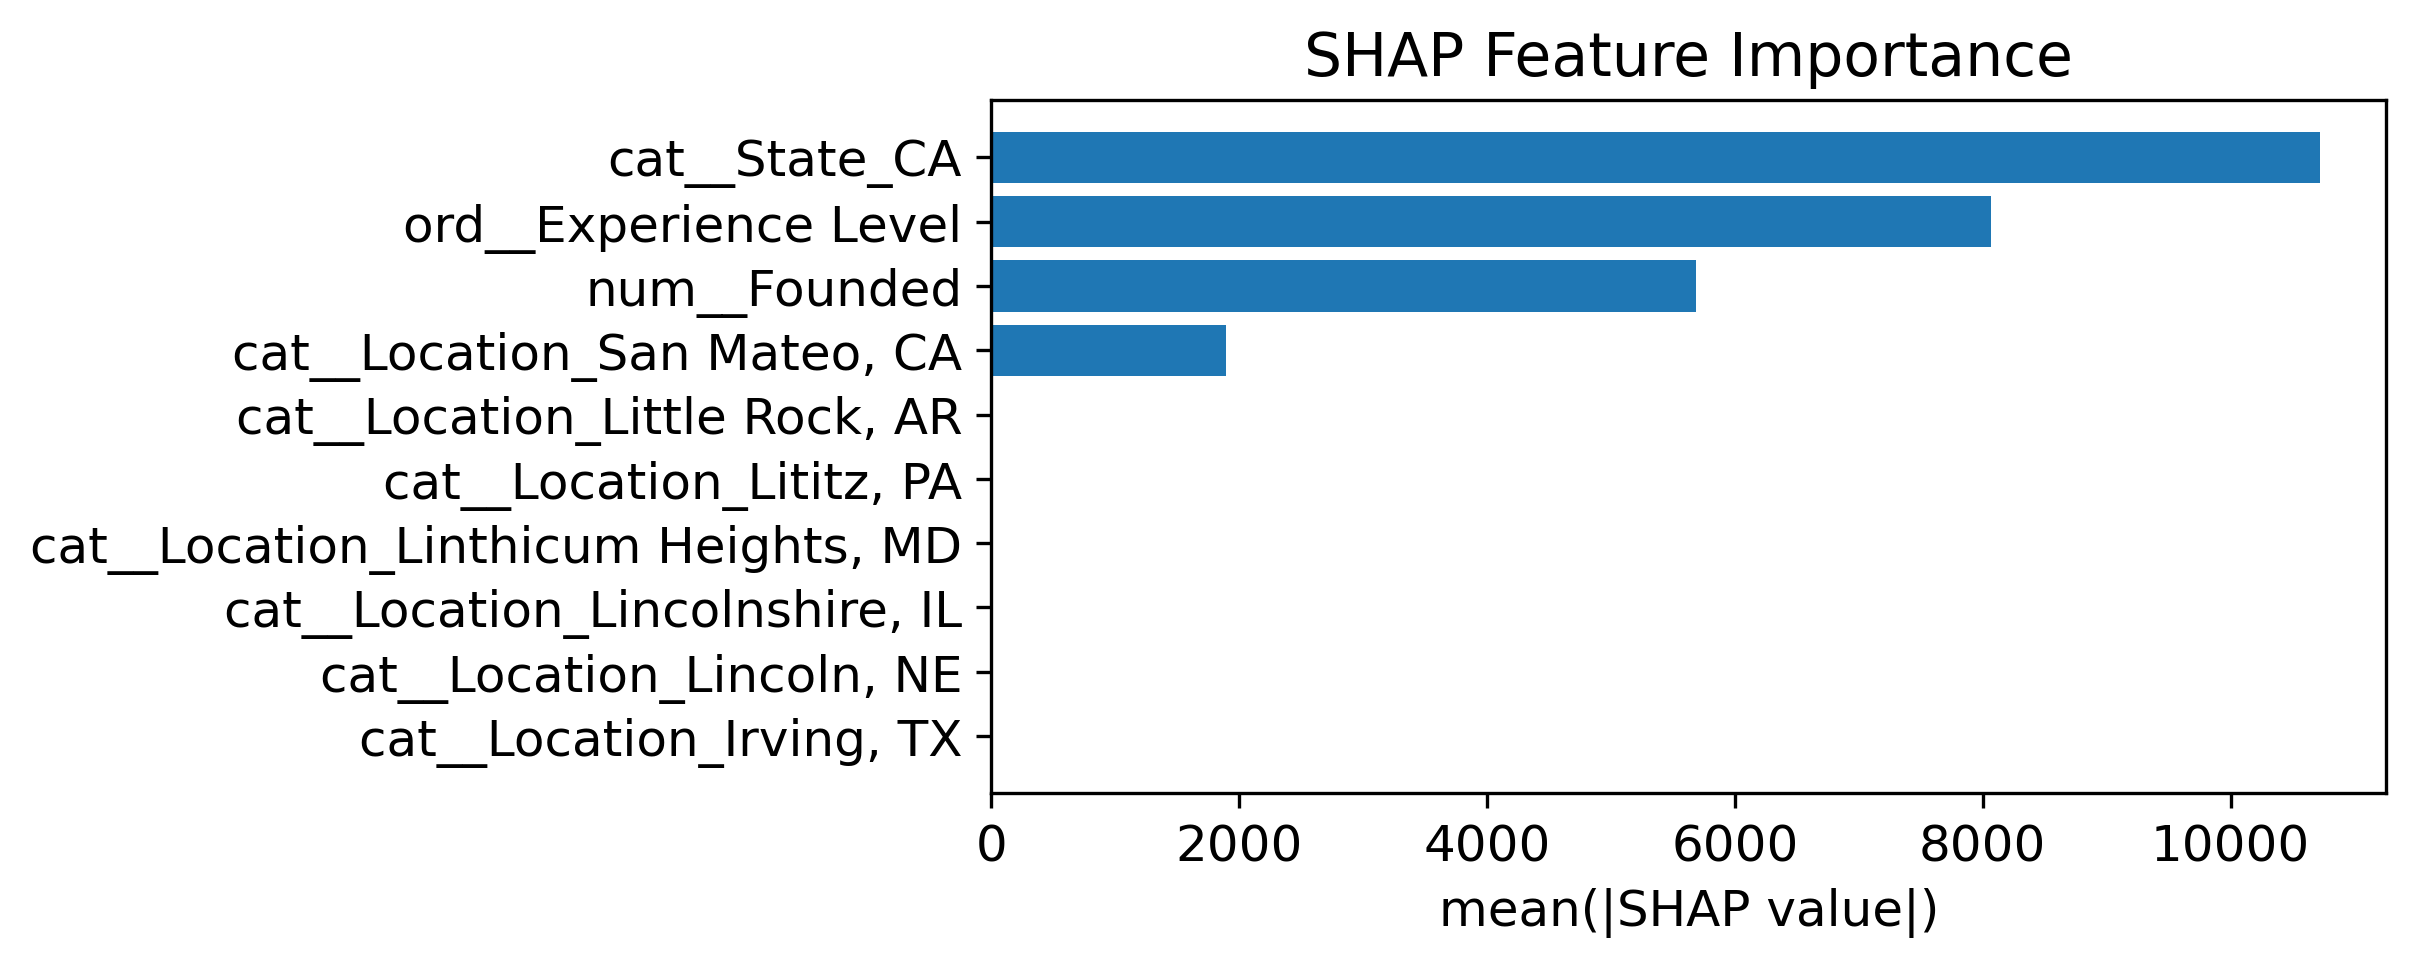 SHAP Feature Importance
cat__State_CA
ord__Experience Level
num__Founded
cat__Location_San Mateo, CA
cat__Location_Little Rock, AR
cat__Location_Lititz, PA
cat__Location_Linthicum Heights, MD
cat__Location_Lincolnshire, IL
cat__Location_Lincoln, NE
cat__Location_Irving, TX
0 2000 4000 6000 8000 10000
mean(|SHAP value|)